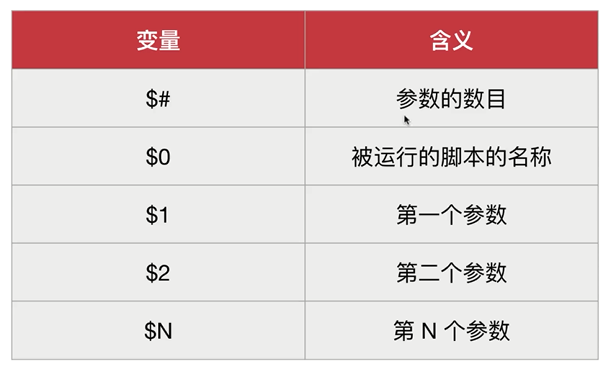 变量 含义
$# 参数的数目
$0 被运行的脚本的名称
$1 第一个参数
$2 第二个参数
$N 第 N 个参数